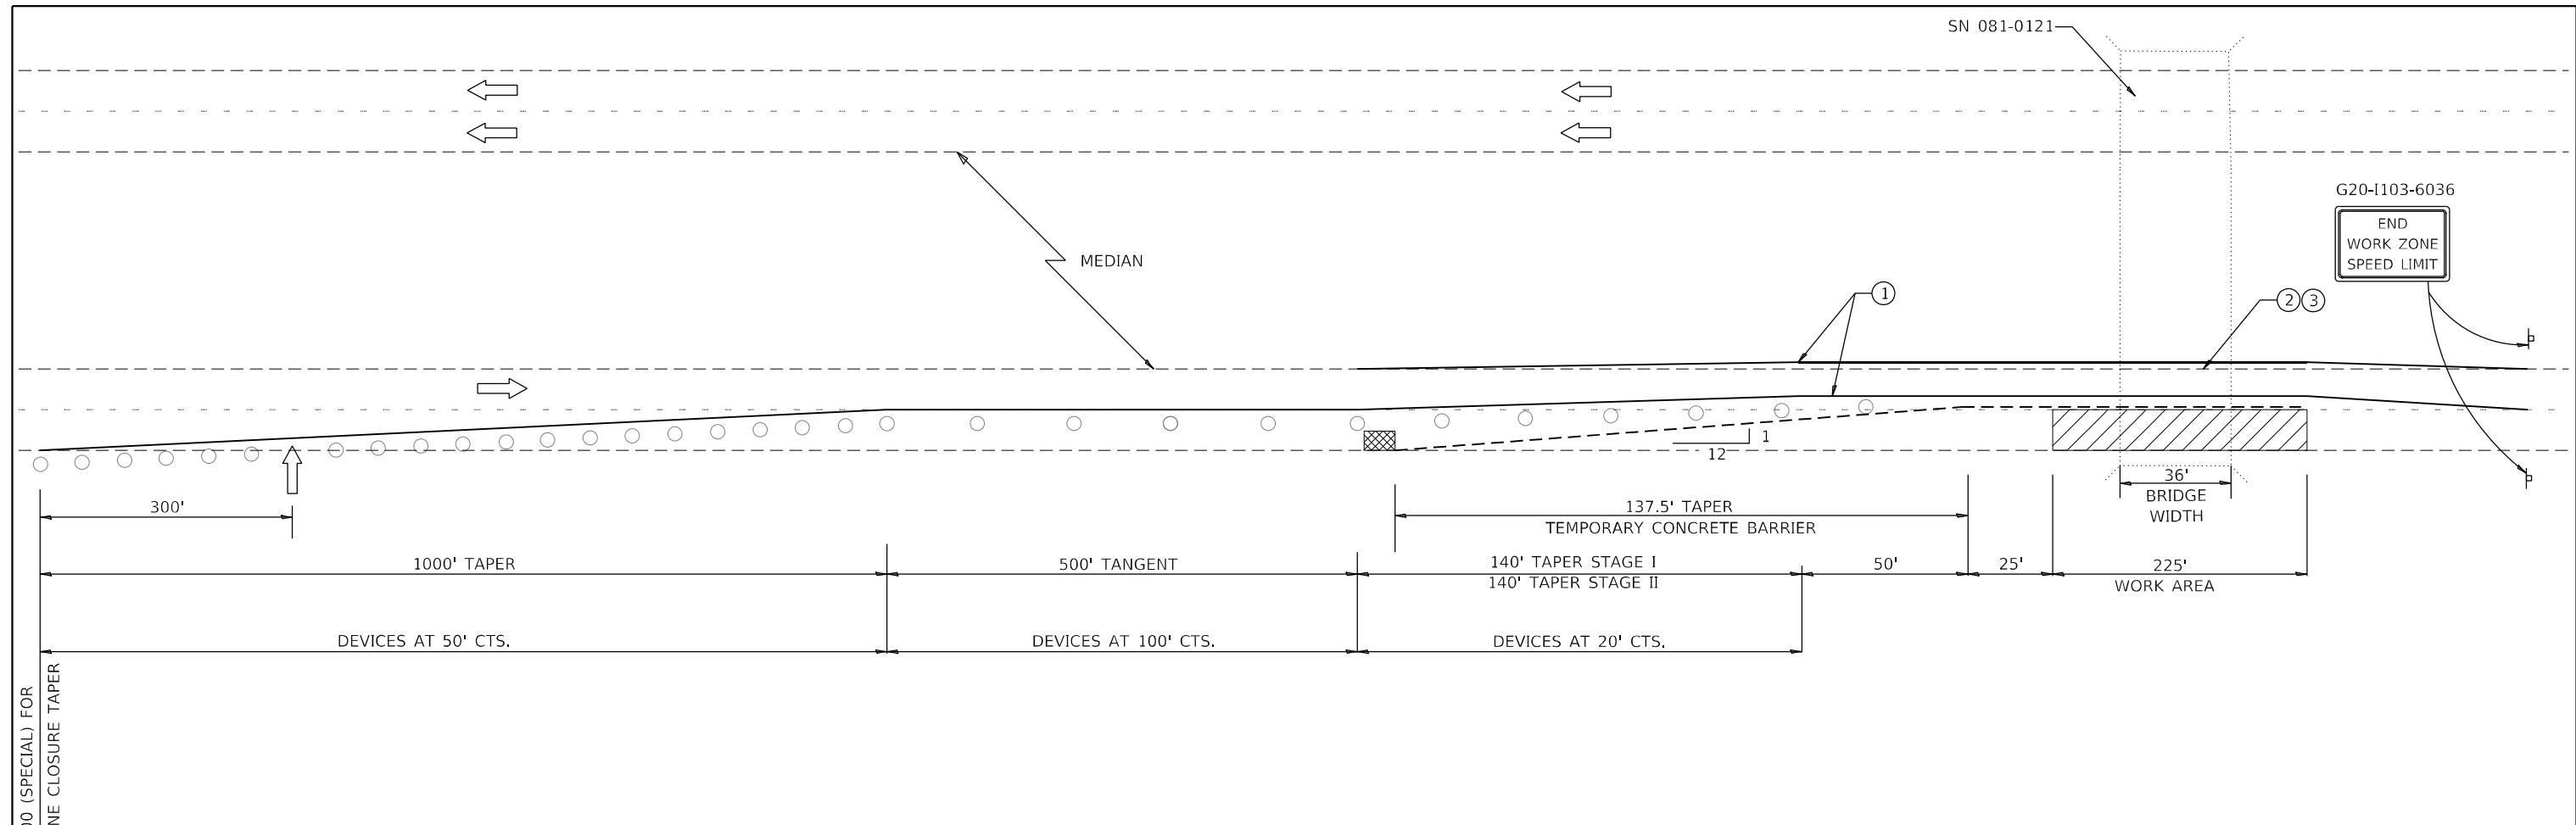 SN 081-0121
G20-I103-6036
END
WORK ZONE
SPEED LIMIT
MEDIAN
1
2 3
1
12
300'
36'
BRIDGE
WIDTH
137.5' TAPER
TEMPORARY CONCRETE BARRIER
1000' TAPER
500' TANGENT
140' TAPER STAGE I
140' TAPER STAGE II
50'
25'
225'
WORK AREA
DEVICES AT 50' CTS.
DEVICES AT 100' CTS.
DEVICES AT 20' CTS.
(SPECIAL) FOR
CLOSURE TAPER